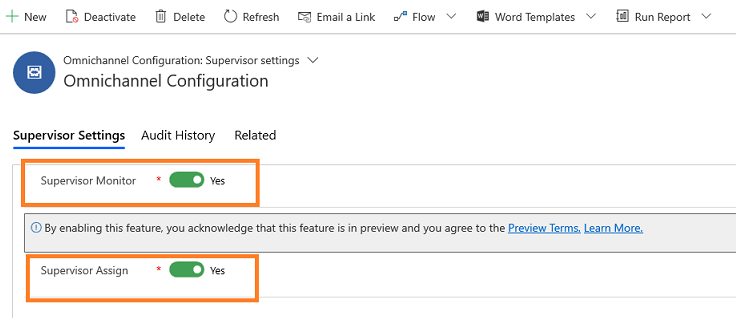 New Deactivate Delete Refresh Email a Link Flow Word Templates Run Report
Omnichannel Configuration: Supervisor settings
Omnichannel Configuration
Supervisor Settings Audit History Related
Supervisor Monitor * Yes
By enabling this feature, you acknowledge that this feature is in preview and you agree to the Preview Terms. Learn More.
Supervisor Assign * Yes